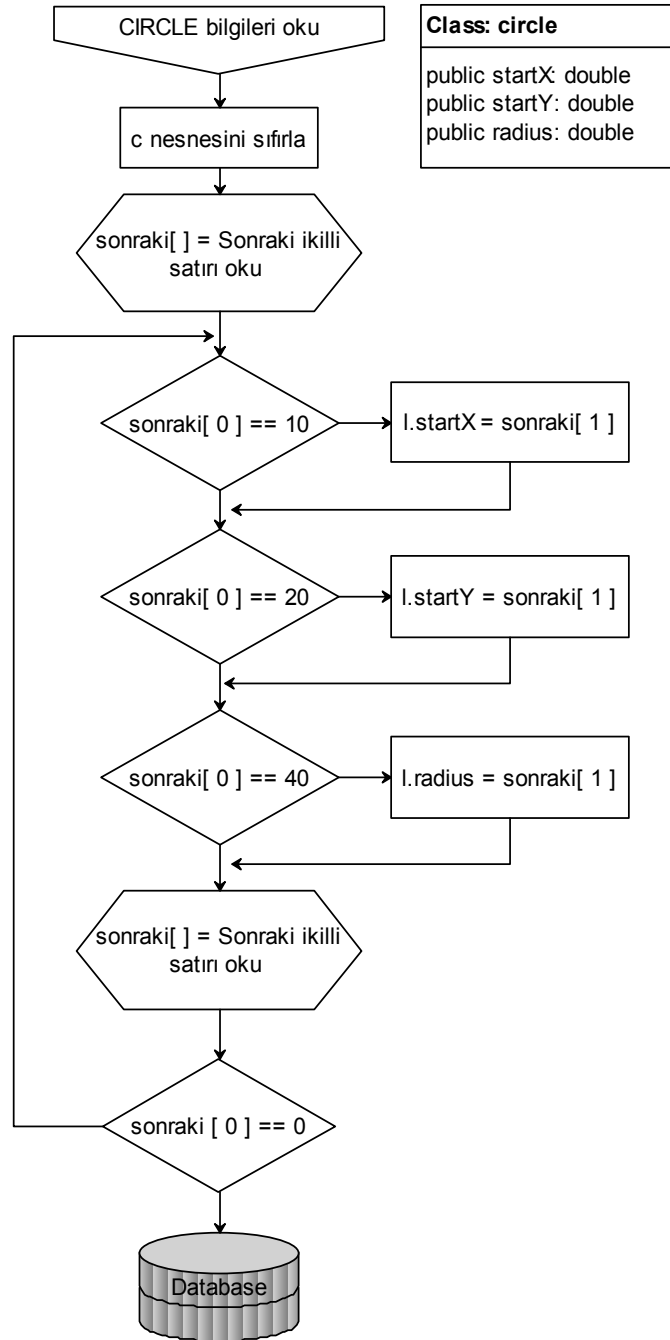 CIRCLE bilgileri oku
Class: circle
public startX: double
public startY: double
public radius: double
c nesnesini sıfırla
sonraki[ ] = Sonraki ikilli
satırı oku
sonraki[ 0 ] == 10
l.startX = sonraki[ 1 ]
sonraki[ 0 ] == 20
l.startY = sonraki[ 1 ]
sonraki[ 0 ] == 40
l.radius = sonraki[ 1 ]
sonraki[ ] = Sonraki ikilli
satırı oku
sonraki [ 0 ] == 0
Database